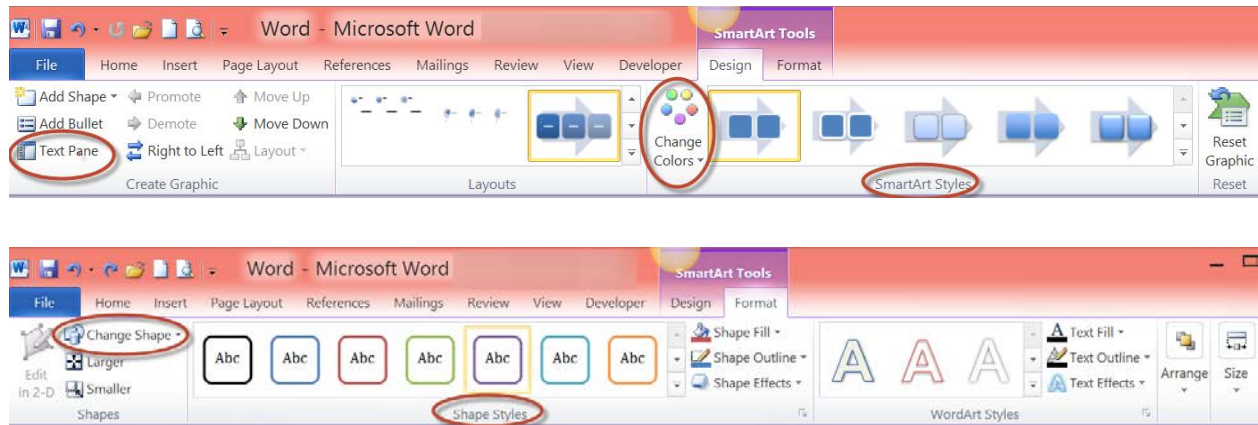 Word - Microsoft Word
SmartArt Tools
File Home Insert Page Layout References Mailings Review View Developer Design Format
Add Shape Promote Move Up
Add Bullet Demote Move Down
Text Pane Right to Left Layout
Change
Colors
Reset
Graphic
Create Graphic Layouts SmartArt Styles Reset
Word - Microsoft Word
SmartArt Tools
File Home Insert Page Layout References Mailings Review View Developer Design Format
Edit
in 2-D
Change Shape
Larger
Smaller
Abc Abc Abc Abc Abc Abc Abc
Shape Fill
Shape Outline
Shape Effects
A A A
Text Fill
Text Outline
Text Effects
Arrange Size
Shapes Shape Styles WordArt Styles